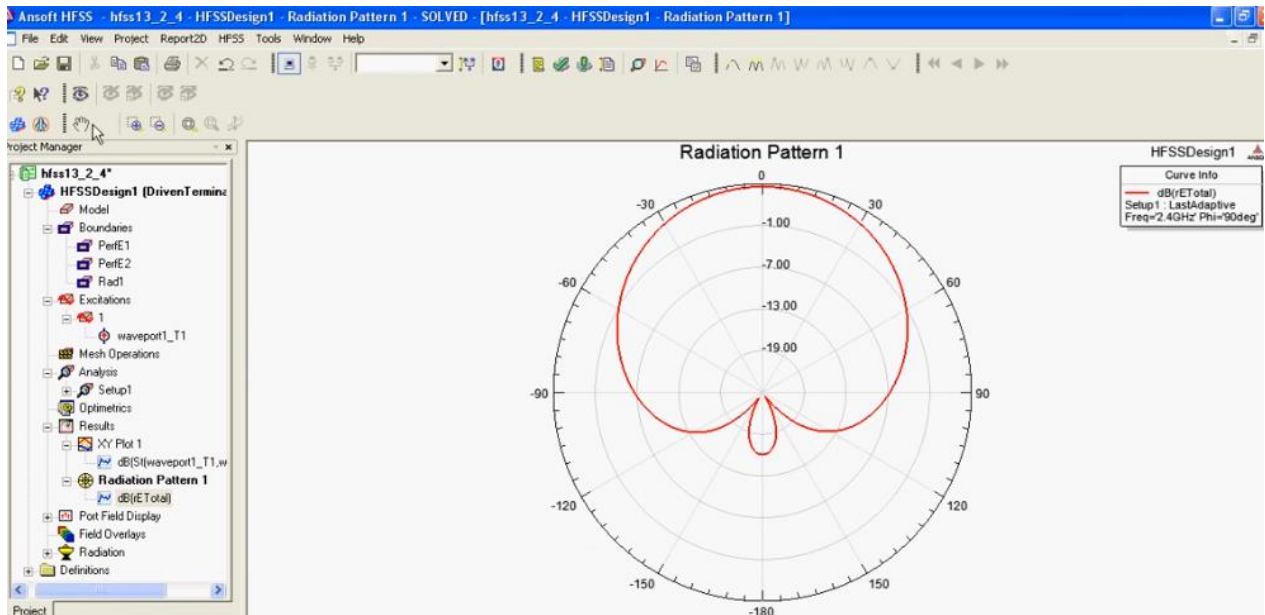 Ansoft HFSS - hfss13_2_4 - HFSSDesign1 - Radiation Pattern 1 - SOLVED - [hfss13_2_4 - HFSSDesign1 - Radiation Pattern 1]
File Edit View Project Report2D HFSS Tools Window Help
Project Manager
hfss13_2_4*
HFSSDesign1 (DrivenTermina
Model
Boundaries
PerfE1
PerfE2
Rad1
Excitations
1
waveport1_T1
Mesh Operations
Analysis
Setup1
Optimetrics
Results
XY Plot 1
dB(St(waveport1_T1,w
Radiation Pattern 1
dB(rETotal)
Port Field Display
Field Overlays
Radiation
Definitions
Project
Radiation Pattern 1
HFSSDesign1
Curve Info
dB(rETotal)
Setup1 : LastAdaptive
Freq='2.4GHz' Phi='90deg'
0
-30
30
-1.00
-7.00
-60
60
-13.00
-19.00
-90
90
-120
120
-150
150
-180